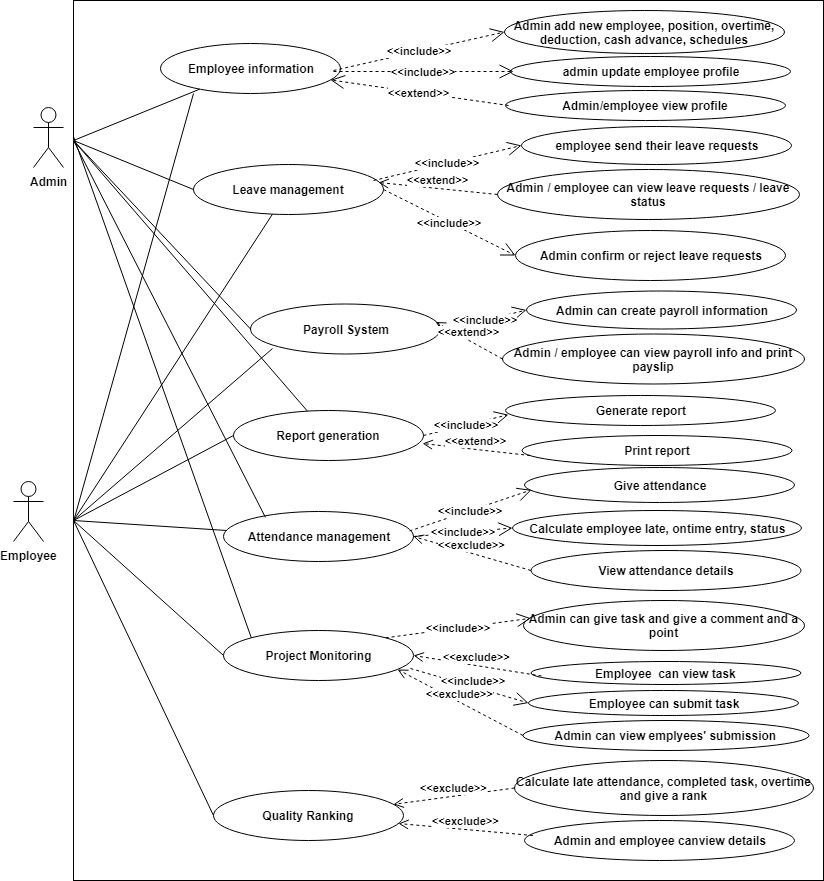 Admin add new employee, position, overtime,
deduction, cash advance, schedules
<<include>>
Employee information
<<include>>
admin update employee profile
<<extend>>
Admin/employee view profile
Admin
employee send their leave requests
<<include>>
<<extend>>
Leave management
Admin / employee can view leave requests / leave
status
<<include>>
Admin confirm or reject leave requests
Admin can create payroll information
<<include>>
Payroll System
<<extend>>
Admin / employee can view payroll info and print
payslip
Generate report
<<include>>
Report generation
<<extend>>
Print report
Give attendance
<<include>>
Employee
Attendance management
<<include>>
Calculate employee late, ontime entry, status
<<exclude>>
View attendance details
Admin can give task and give a comment and a
point
<<include>>
Project Monitoring
<<exclude>>
Employee  can view task
<<include>>
<<exclude>>
Employee can submit task
Admin can view emplyees' submission
Calculate late attendance, completed task, overtime
and give a rank
<<exclude>>
Quality Ranking
<<exclude>>
Admin and employee canview details